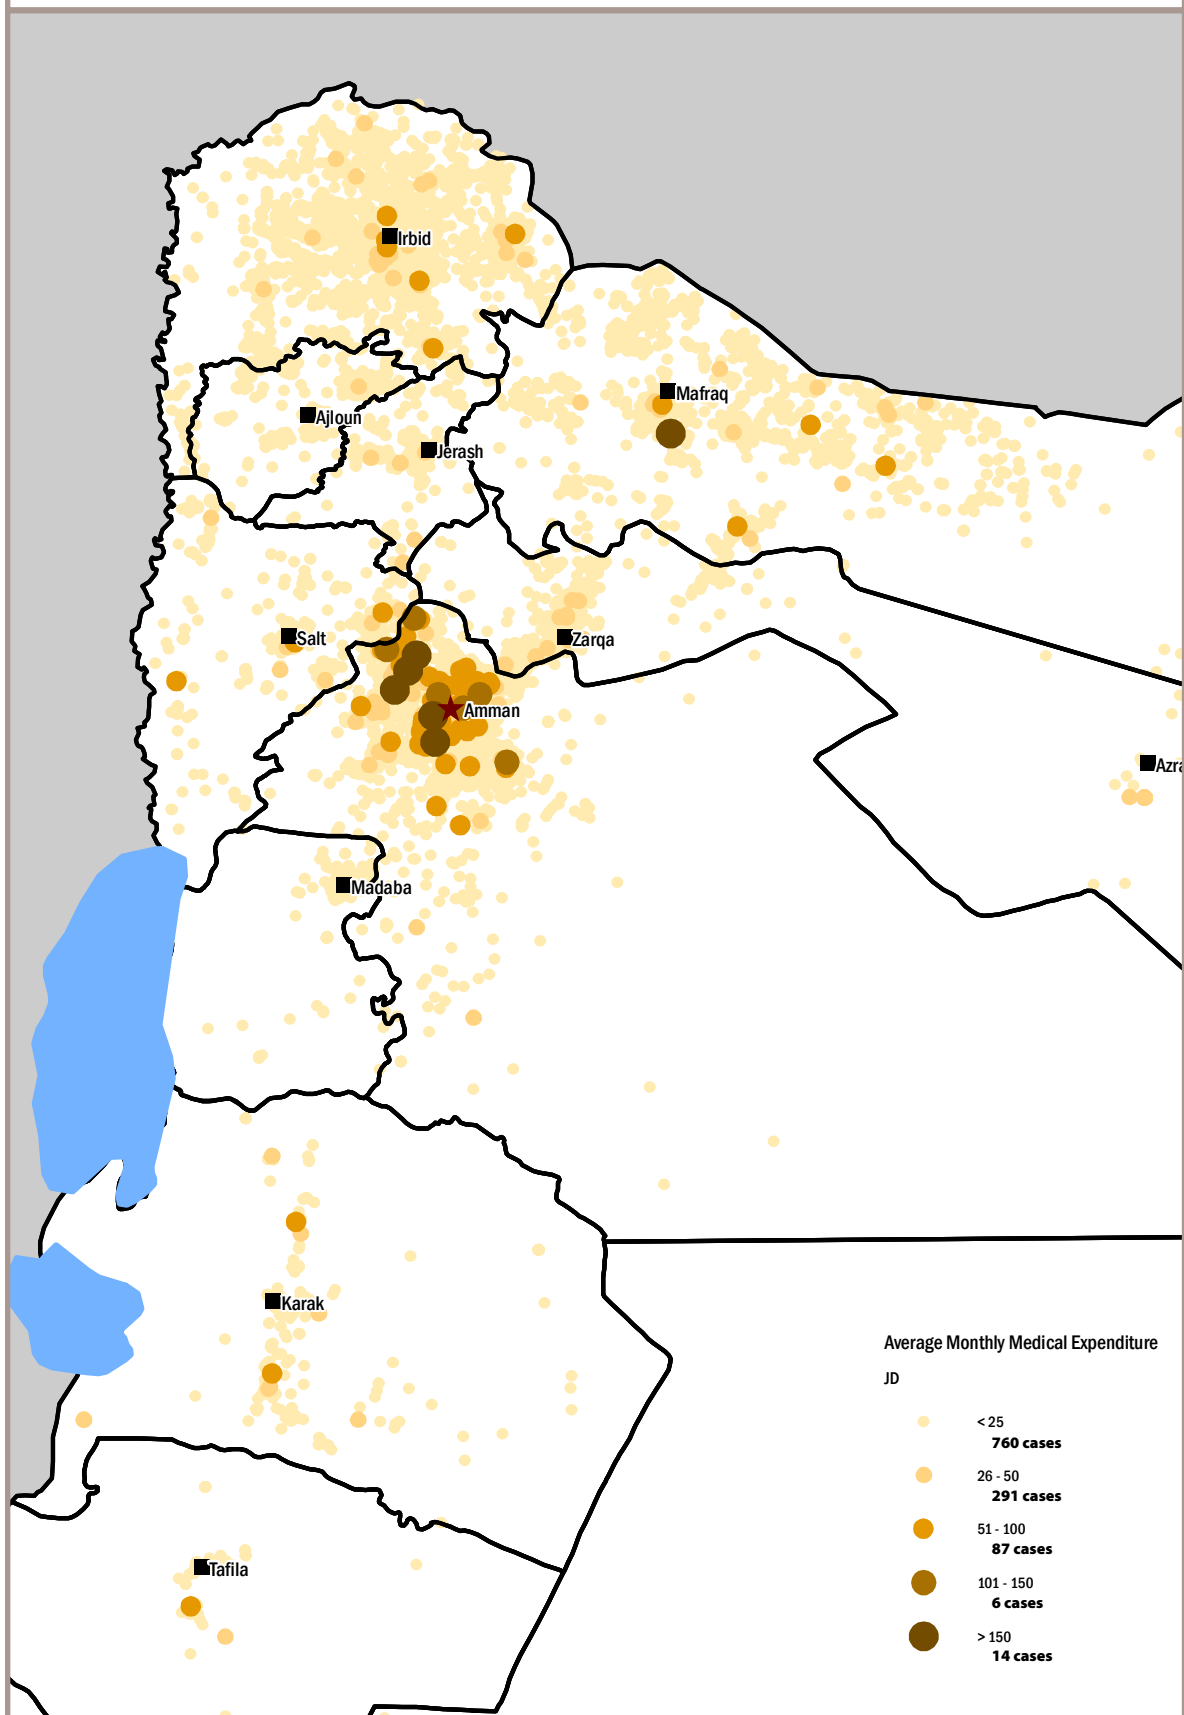 Irbid
Mafraq
Ajloun
Jerash
Salt
Zarqa
Amman
Azra
Madaba
Karak
Average Monthly Medical Expenditure
JD
< 25
760 cases
26 - 50
291 cases
51 - 100
87 cases
101 - 150
6 cases
> 150
14 cases
Tafila